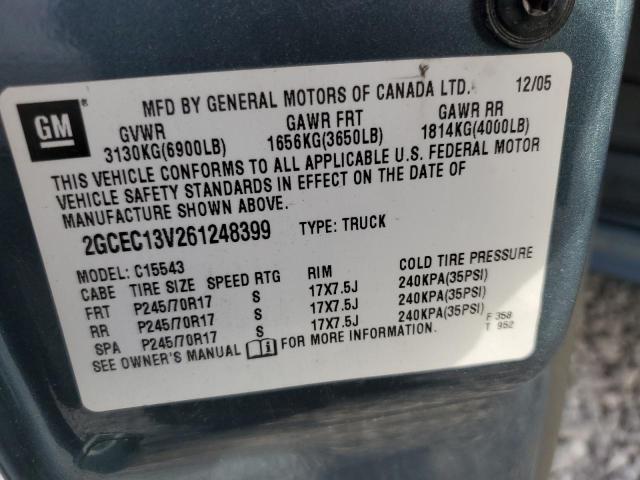 GM ®
MFD BY GENERAL MOTORS OF CANADA LTD. 12/05
GVWR GAWR FRT GAWR RR
3130KG(6900LB) 1656KG(3650LB) 1814KG(4000LB)
THIS VEHICLE CONFORMS TO ALL APPLICABLE U.S. FEDERAL MOTOR
VEHICLE SAFETY STANDARDS IN EFFECT ON THE DATE OF
MANUFACTURE SHOWN ABOVE.
2GCEC13V261248399 TYPE: TRUCK
MODEL: C15543
CABE TIRE SIZE SPEED RTG RIM COLD TIRE PRESSURE
FRT P245/70R17 S 17X7.5J 240KPA(35PSI)
RR P245/70R17 S 17X7.5J 240KPA(35PSI)
SPA P245/70R17 S 17X7.5J 240KPA(35PSI)
SEE OWNER'S MANUAL FOR MORE INFORMATION.
F 358
T 952